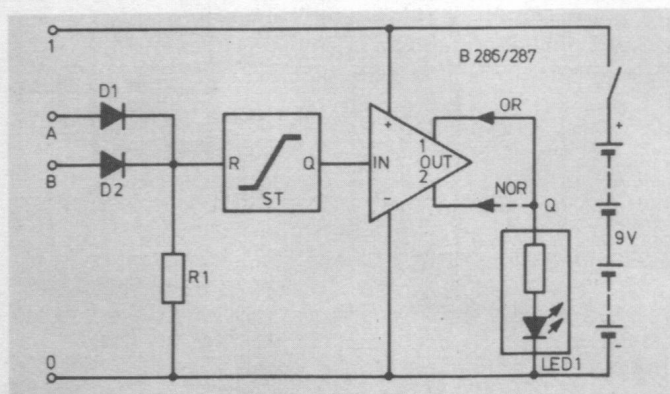 1
B 286/287
D1
A
B
D2
R
Q
ST
+
IN
-
1
OUT
2
OR
NOR
Q
+
9V
-
R1
LED1
0